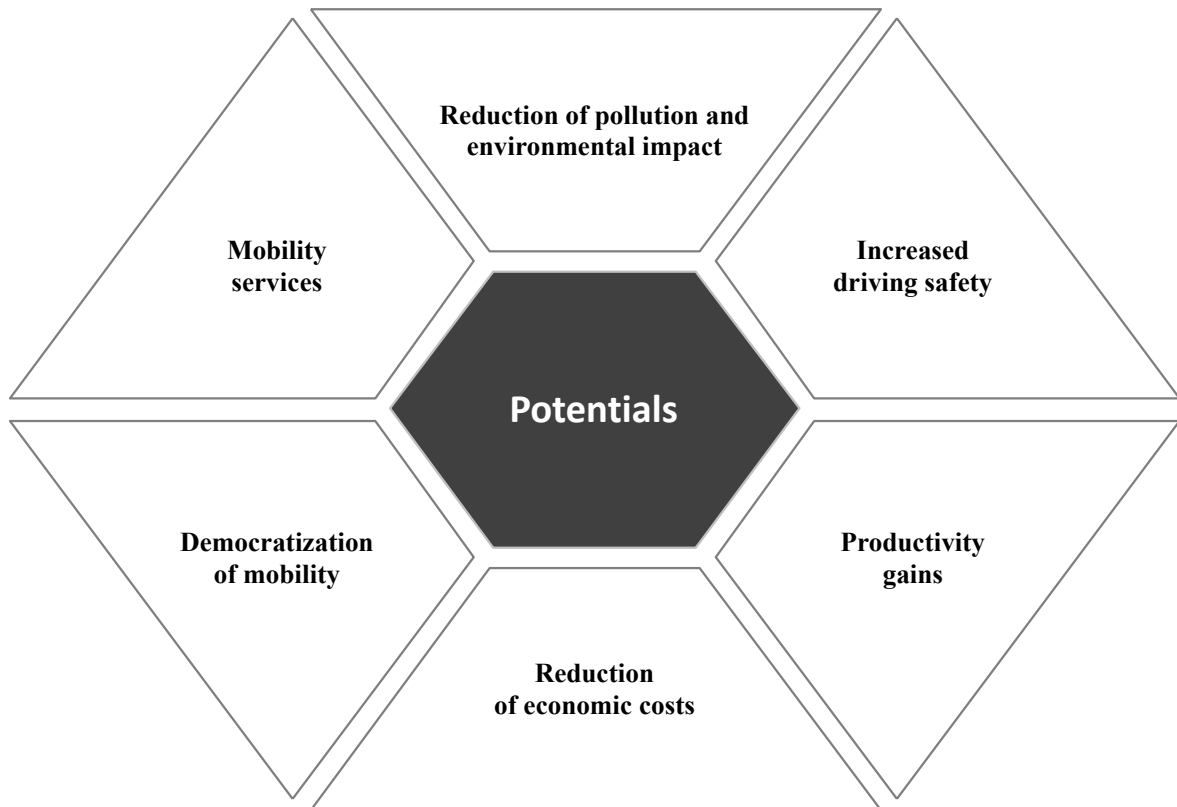 Reduction of pollution and
environmental impact
Mobility
services
Increased
driving safety
Potentials
Democratization
of mobility
Productivity
gains
Reduction
of economic costs